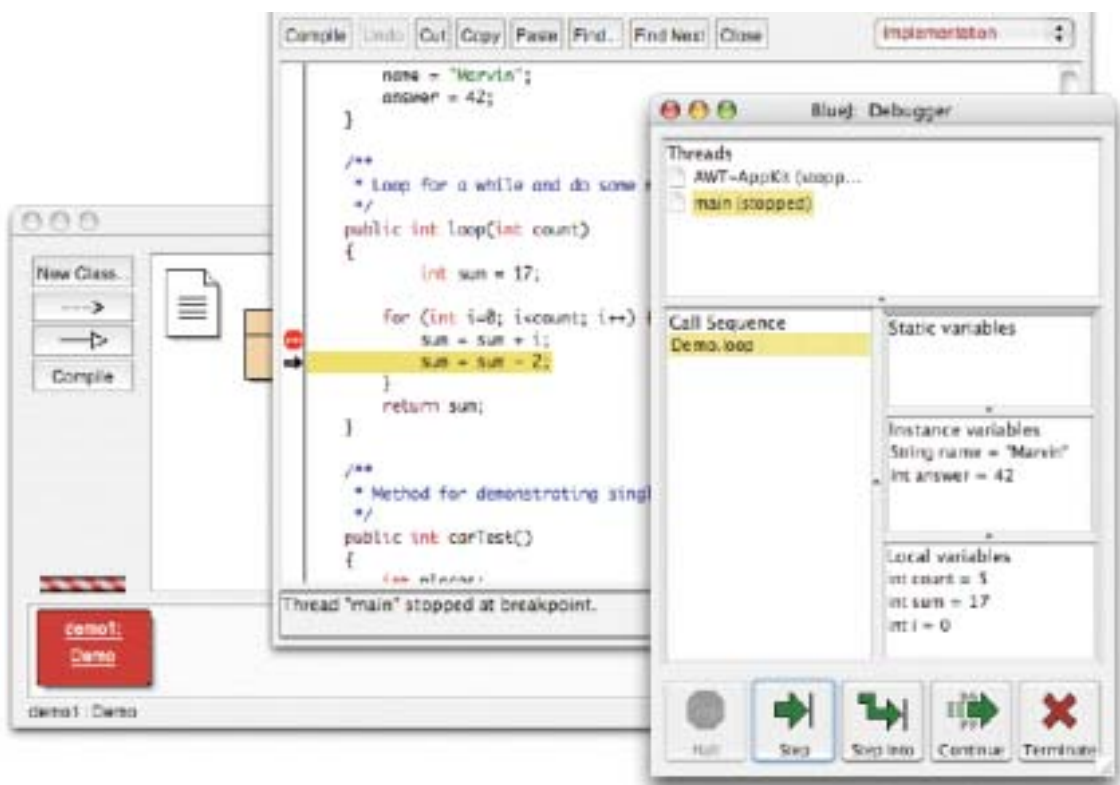 Compile Undo Cut Copy Paste Find... Find Next Close
Implementation
name = "Marvin";
answer = 42;
}
/**
* Loop for a while and do some
*/
public int loop(int count)
{
int sum = 17;
for (int i=0; i<count; i++) {
sum = sum + i;
sum = sum - 2;
}
return sum;
}
/**
* Method for demonstrating singl
*/
public int carTest()
{
int places;
Thread "main" stopped at breakpoint.
New Class...
Compile
demo1:
Demo
demo1 : Demo
BlueJ: Debugger
Threads
AWT-AppKit (stopp...
main (stopped)
Call Sequence
Demo.loop
Static variables
Instance variables
String name = "Marvin"
int answer = 42
Local variables
int count = 5
int sum = 17
int i = 0
Halt
Step
Step Into
Continue
Terminate